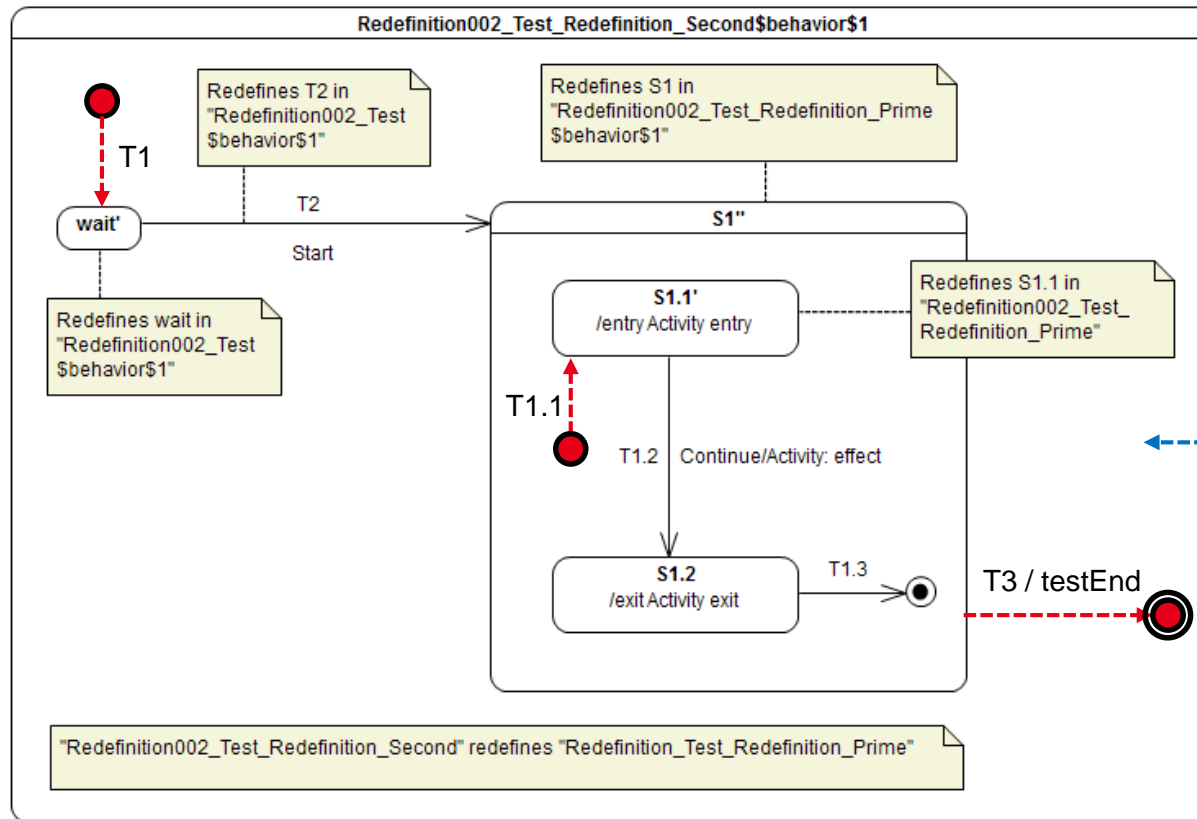 Redefinition002_Test_Redefinition_Second$behavior$1
Redefines T2 in
"Redefinition002_Test
$behavior$1"
Redefines S1 in
"Redefinition002_Test_Redefinition_Prime
$behavior$1"
T1
wait'
T2
Start
S1''
Redefines wait in
"Redefinition002_Test
$behavior$1"
S1.1'
/entry Activity entry
Redefines S1.1 in
"Redefinition002_Test_
Redefinition_Prime"
T1.1
T1.2
Continue/Activity: effect
S1.2
/exit Activity exit
T1.3
T3 / testEnd
"Redefinition002_Test_Redefinition_Second" redefines "Redefinition_Test_Redefinition_Prime"